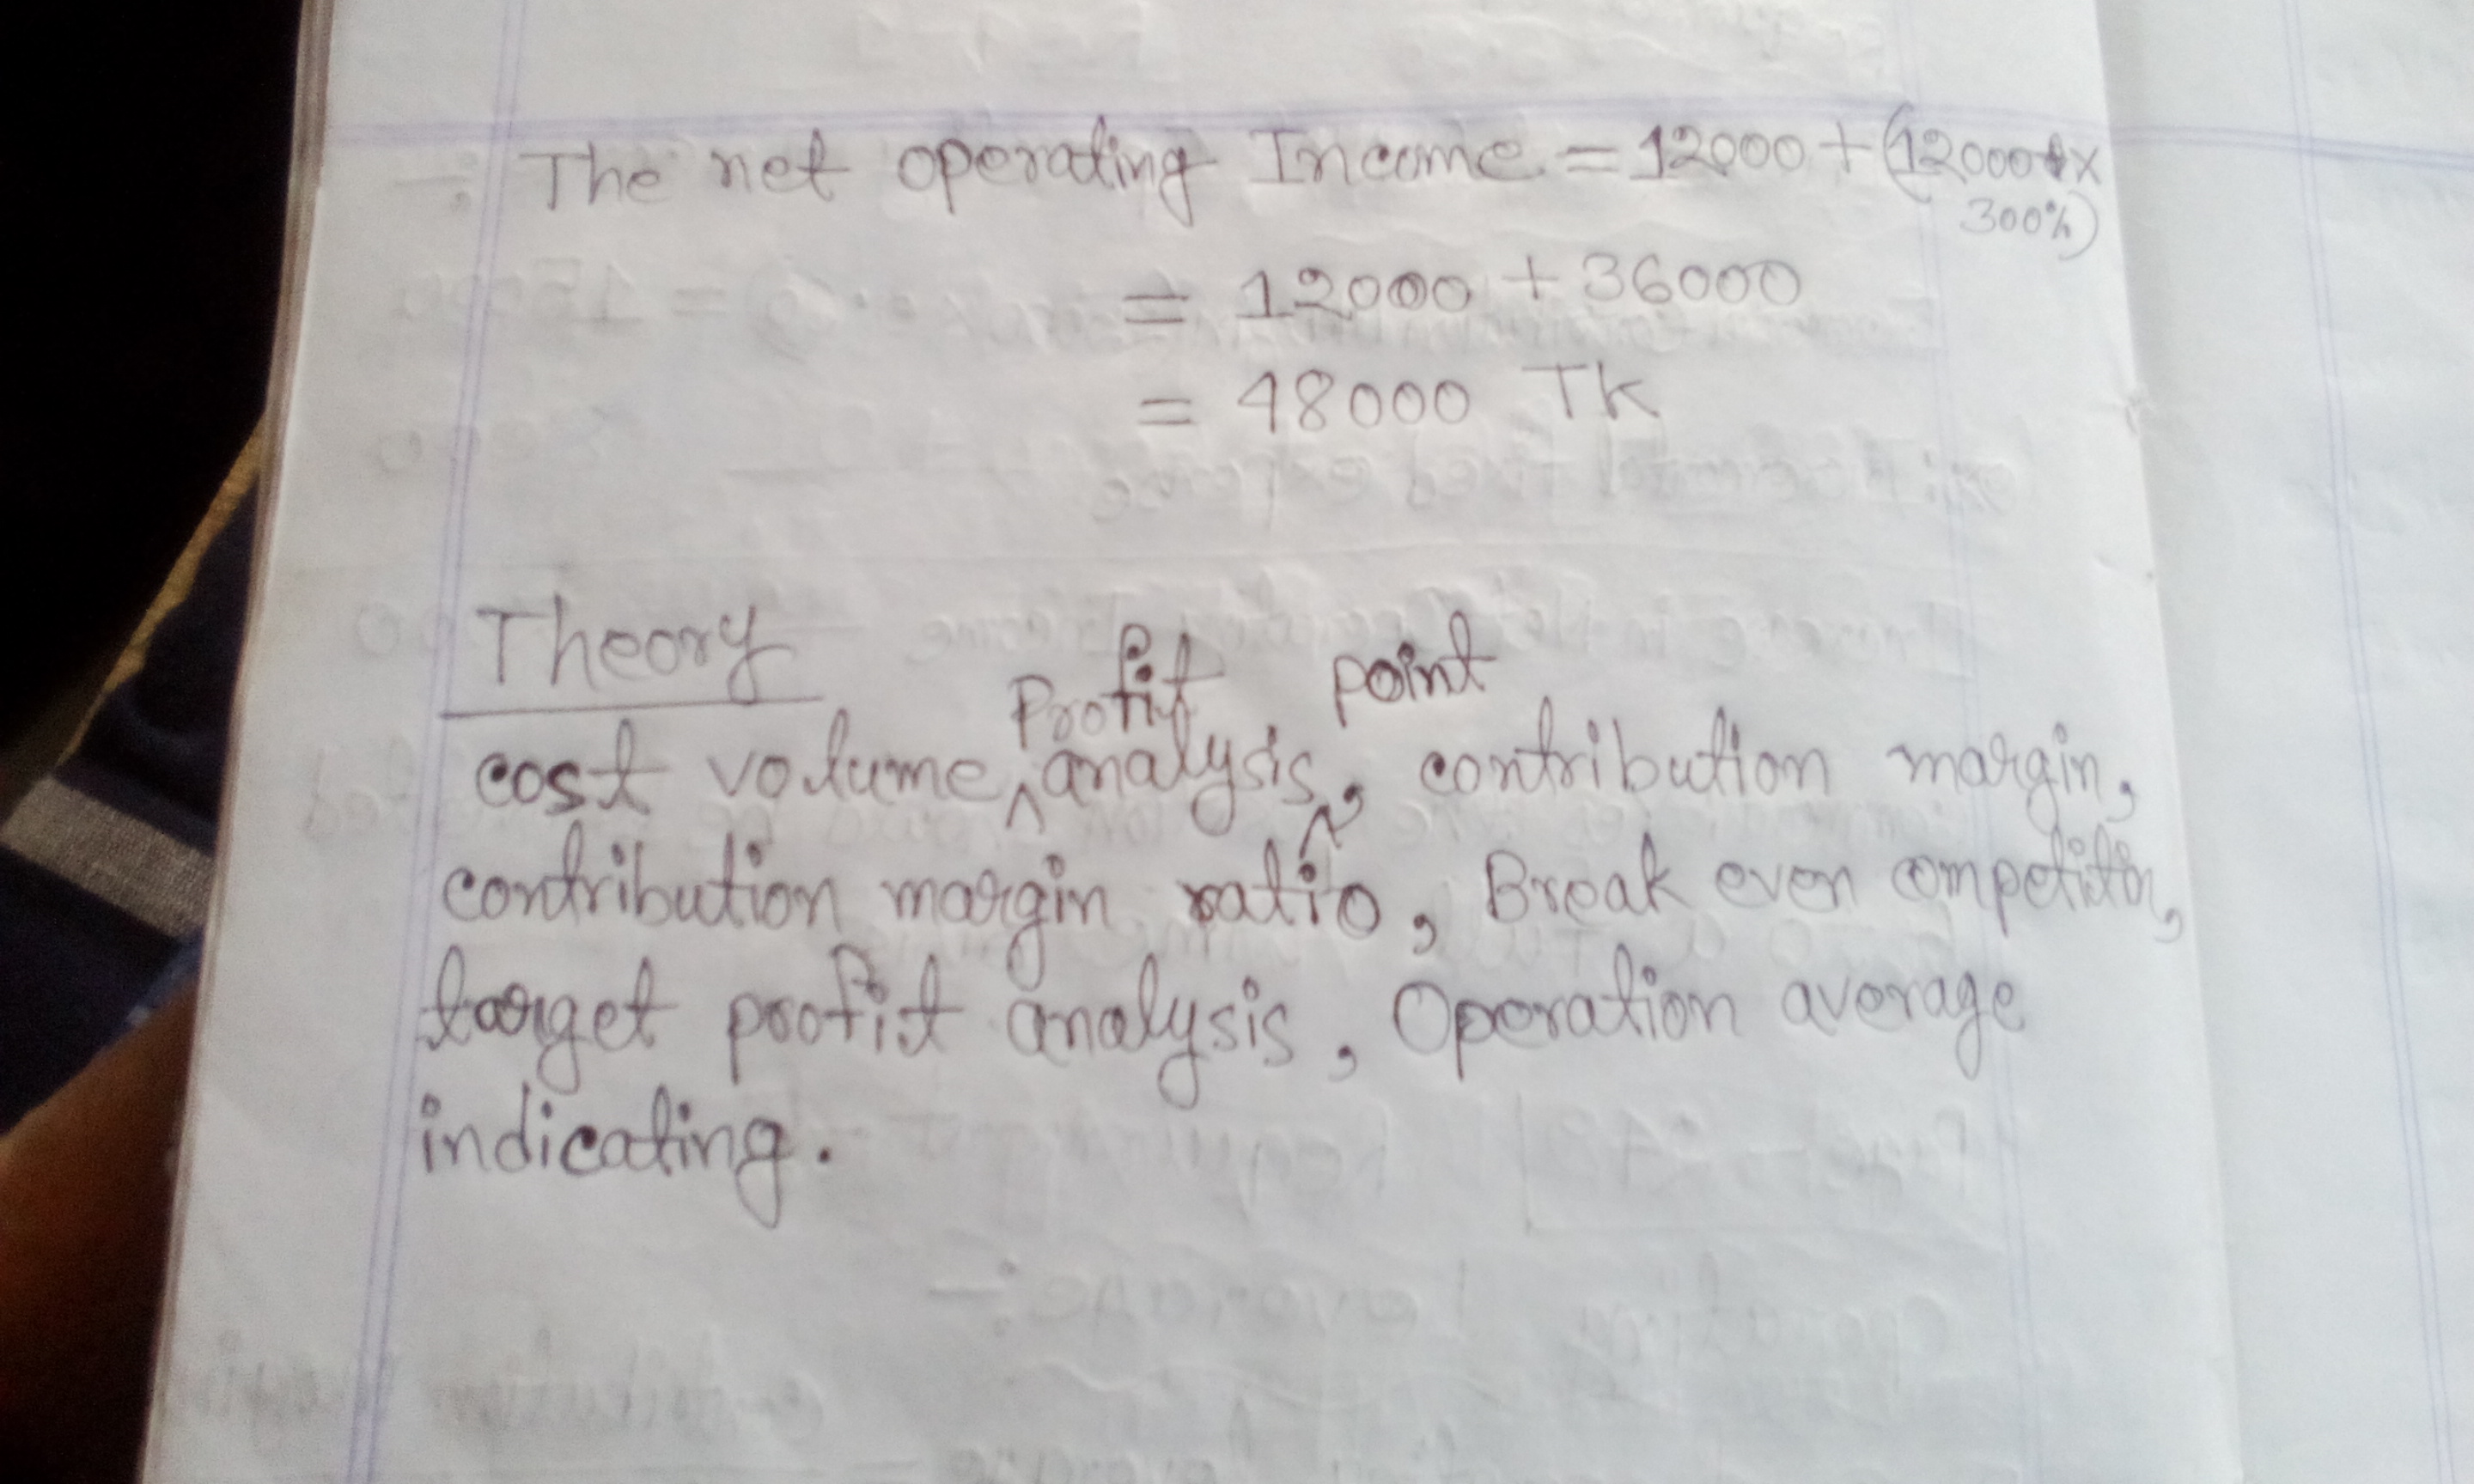 ∴ The net operating Income = 12000 + (12000 ×
300%)
= 12000 + 36000
= 48000 Tk
Theory
Profit point
cost volume ^ analysis, contribution margin,
contribution margin ratio, Break even
target profit analysis, Operation average
indicating.